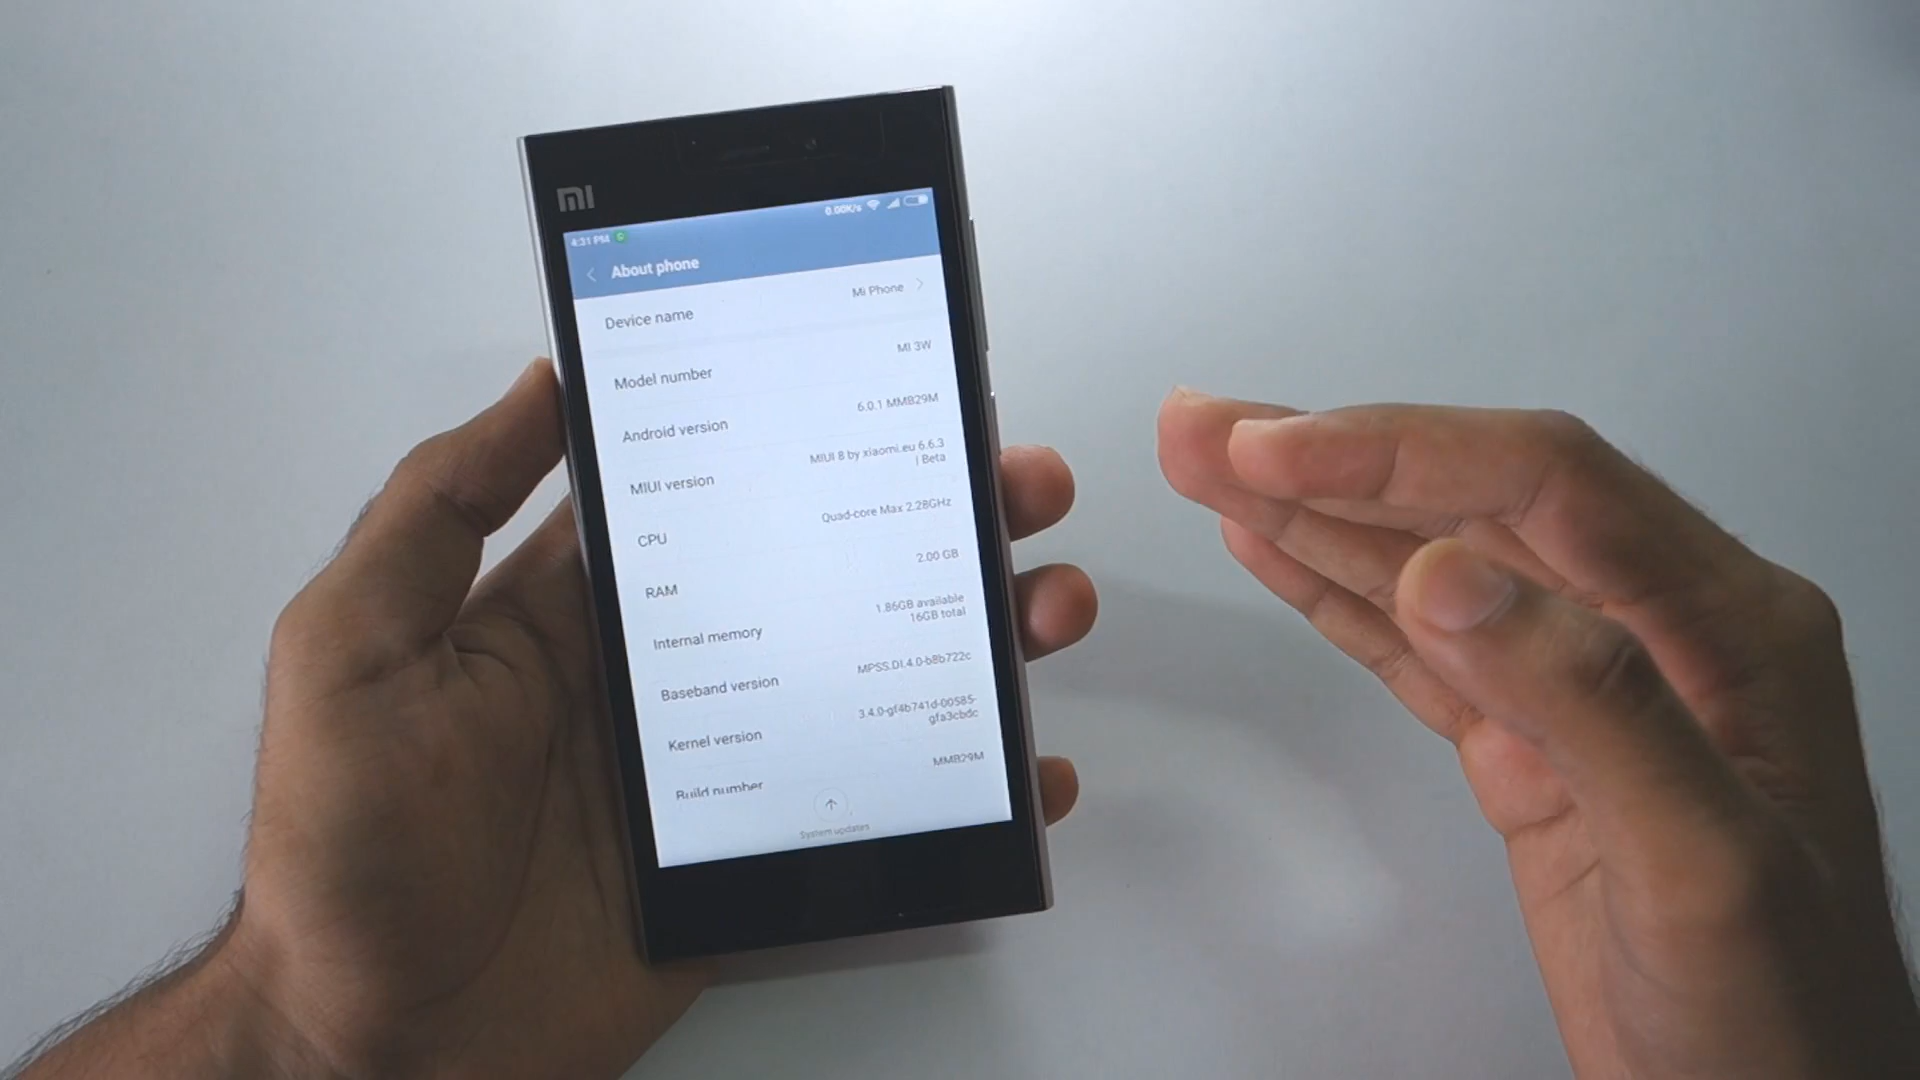 MI
0.00K/s
4:31 PM
About phone
Device name
Mi Phone
Model number
MI 3W
Android version
6.0.1 MMB29M
MIUI version
MIUI 8 by xiaomi.eu 6.6.3
| Beta
CPU
Quad-core Max 2.28GHz
RAM
2.00 GB
Internal memory
1.86GB available
16GB total
Baseband version
MPSS.DI.4.0-b8b722c
Kernel version
3.4.0-gf4b741d-00585-
gfa3cbdc
Build number
MMB29M
System updates